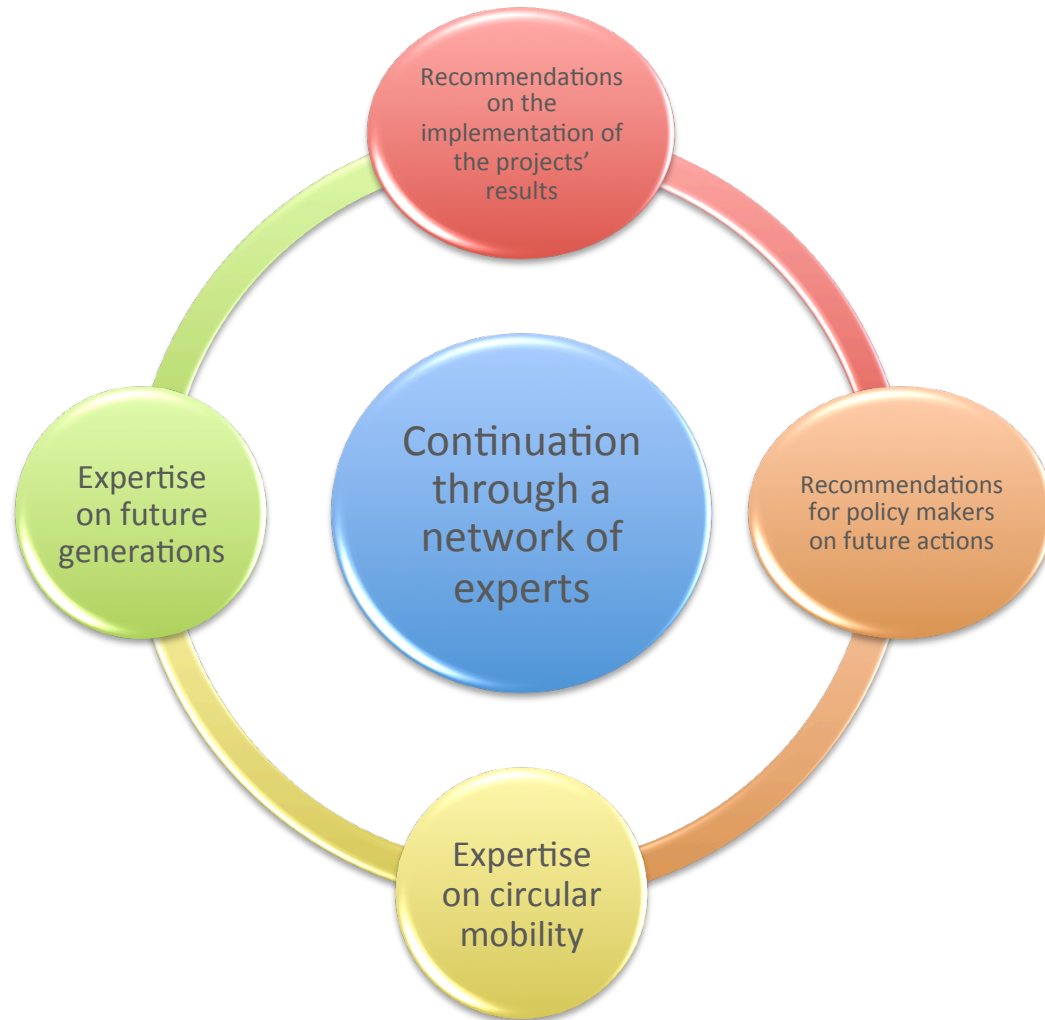 Recommendations
on the
implementation of
the projects’
results
Recommendations
for policy makers
on future actions
Expertise
on circular
mobility
Expertise
on future
generations
Continuation
through a
network of
experts